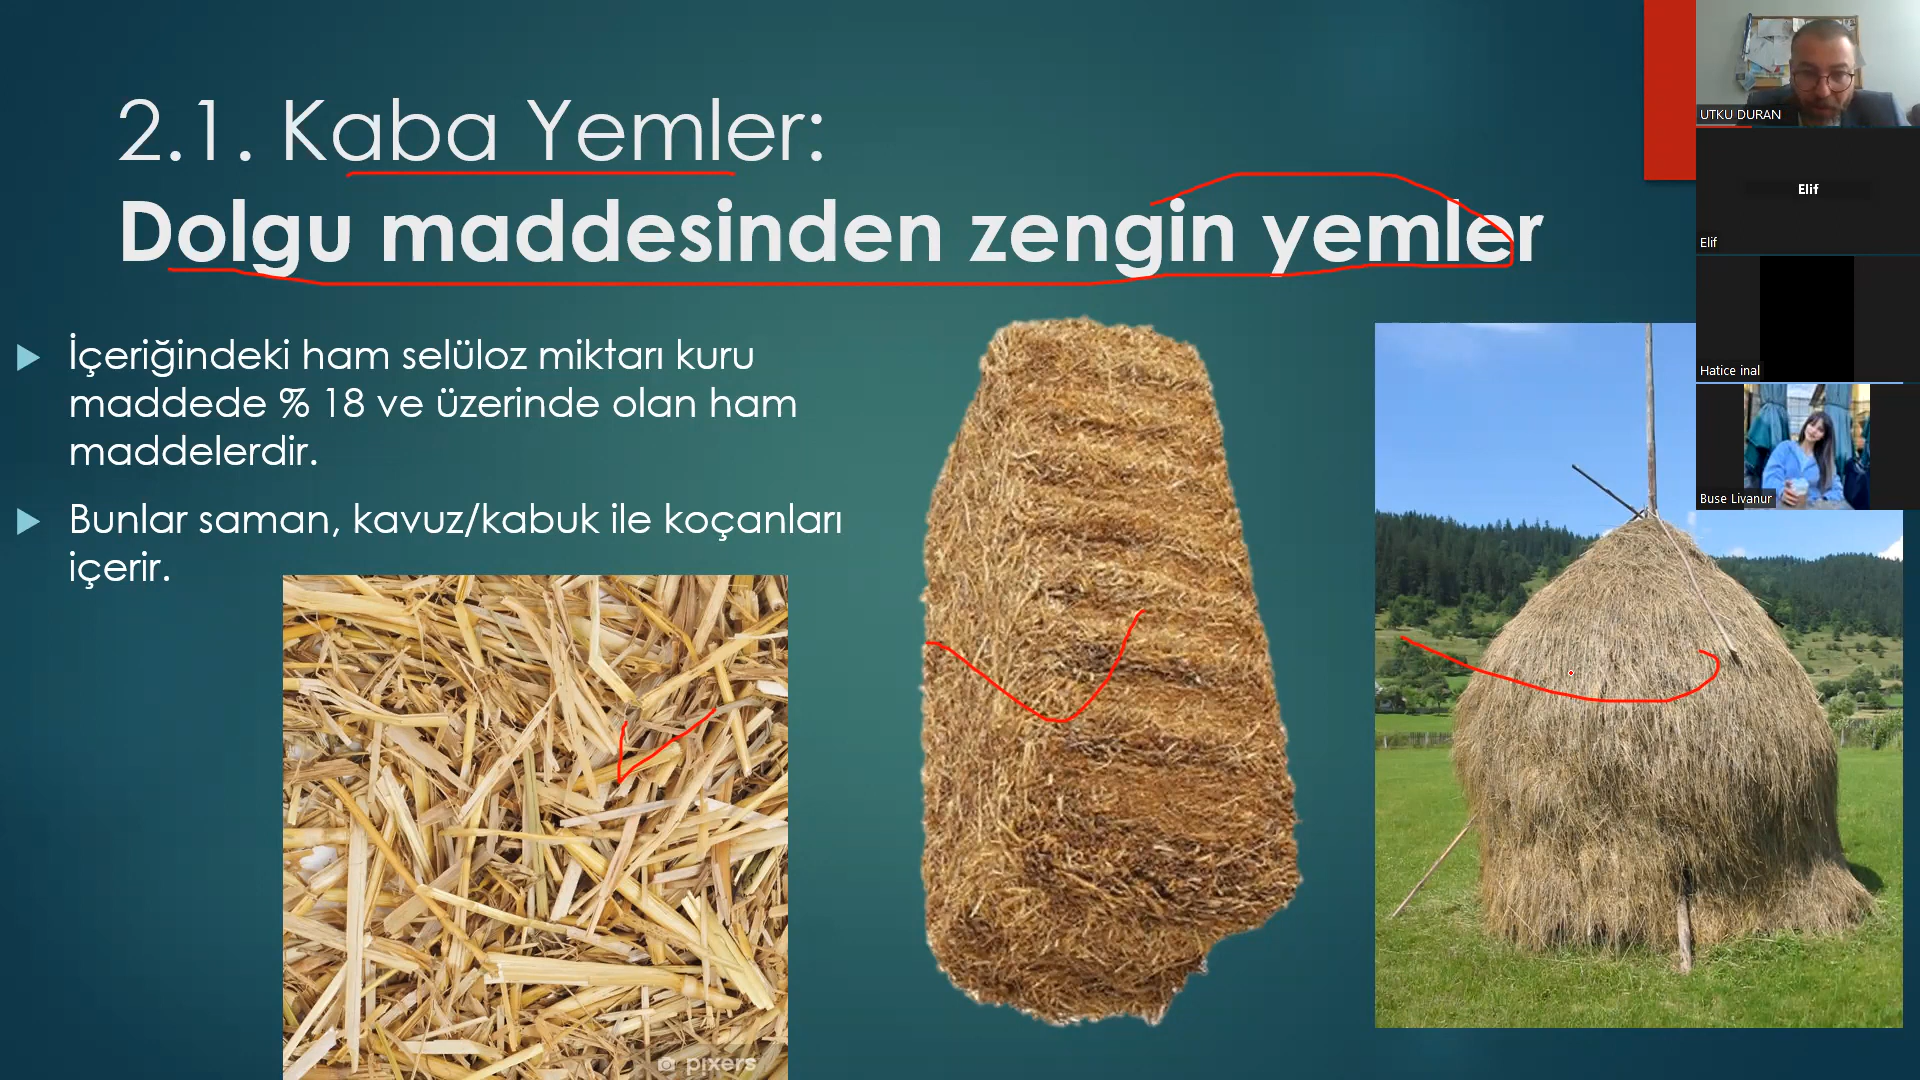 2.1. Kaba Yemler:
Dolgu maddesinden zengin yemler
İçeriğindeki ham selüloz miktarı kuru
maddede % 18 ve üzerinde olan ham
maddelerdir.
Bunlar saman, kavuz/kabuk ile koçanları
içerir.
pixers
UTKU DURAN
Elif
Elif
Hatice inal
Buse Livanur